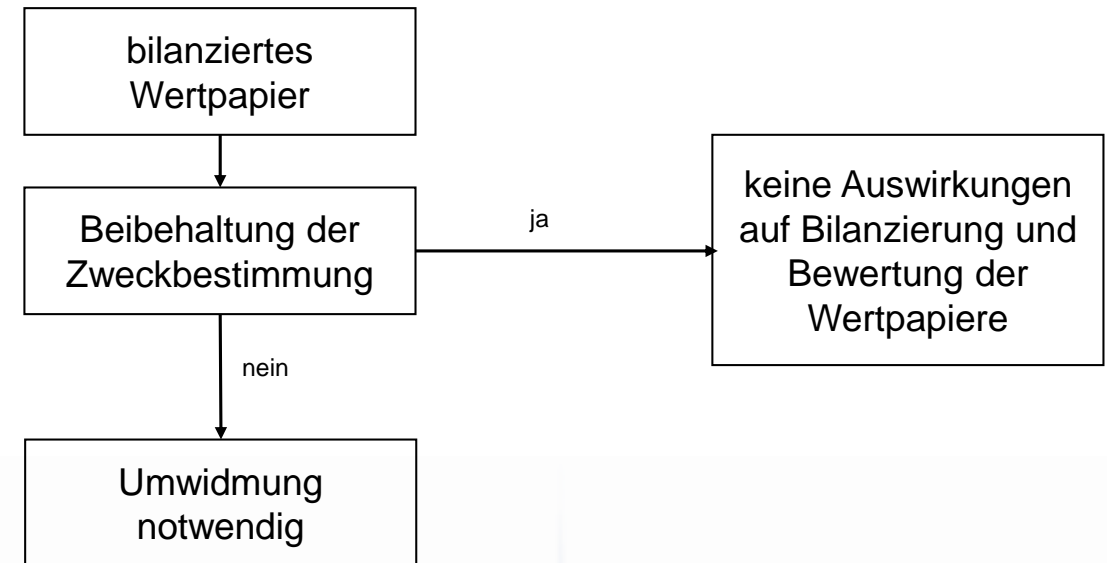 bilanziertes
Wertpapier
Beibehaltung der
Zweckbestimmung
ja
keine Auswirkungen
auf Bilanzierung und
Bewertung der
Wertpapiere
nein
Umwidmung
notwendig